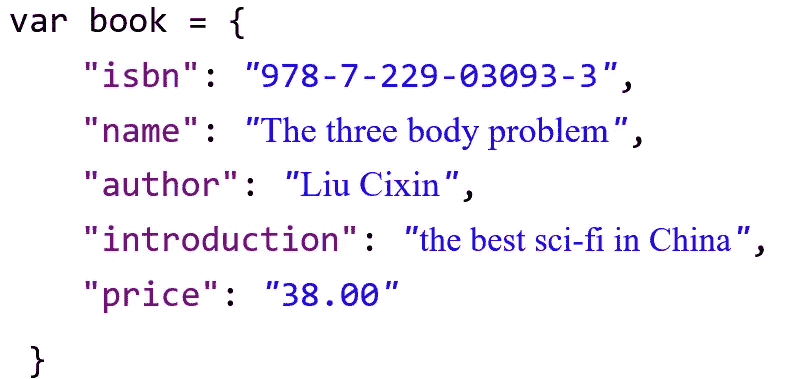 var book = {
"isbn": "978-7-229-03093-3",
"name": "The three body problem",
"author": "Liu Cixin",
"introduction": "the best sci-fi in China",
"price": "38.00"
}